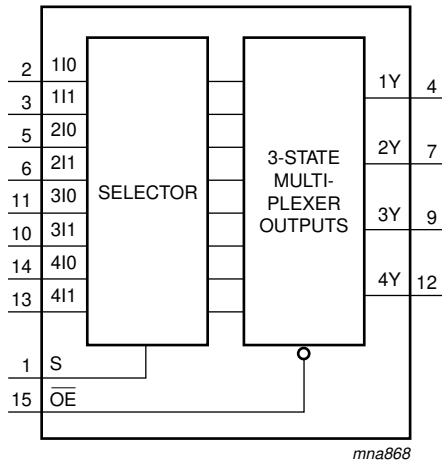 2 1I0
3 1I1
5 2I0
6 2I1
11 3I0
10 3I1
14 4I0
13 4I1
1 S
15 OE
SELECTOR
3-STATE
MULTI-
PLEXER
OUTPUTS
1Y 4
2Y 7
3Y 9
4Y 12
mna868